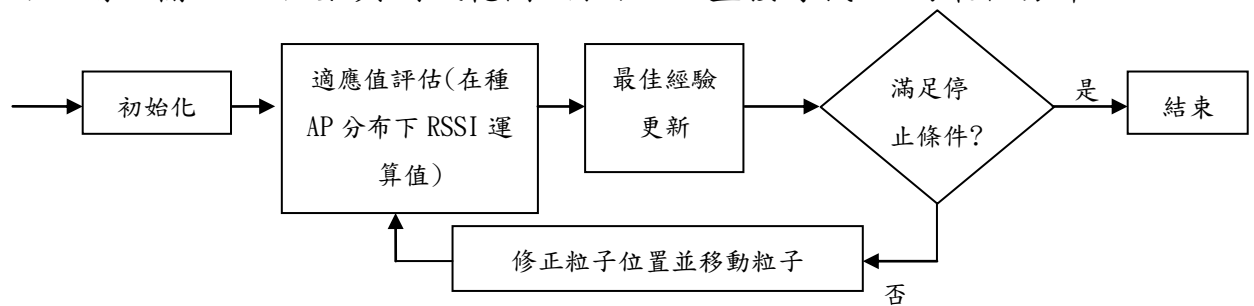 初始化
適應值評估(在種
AP 分布下 RSSI 運
算值)
最佳經驗
更新
滿足停
止條件?
是
結束
修正粒子位置並移動粒子
否